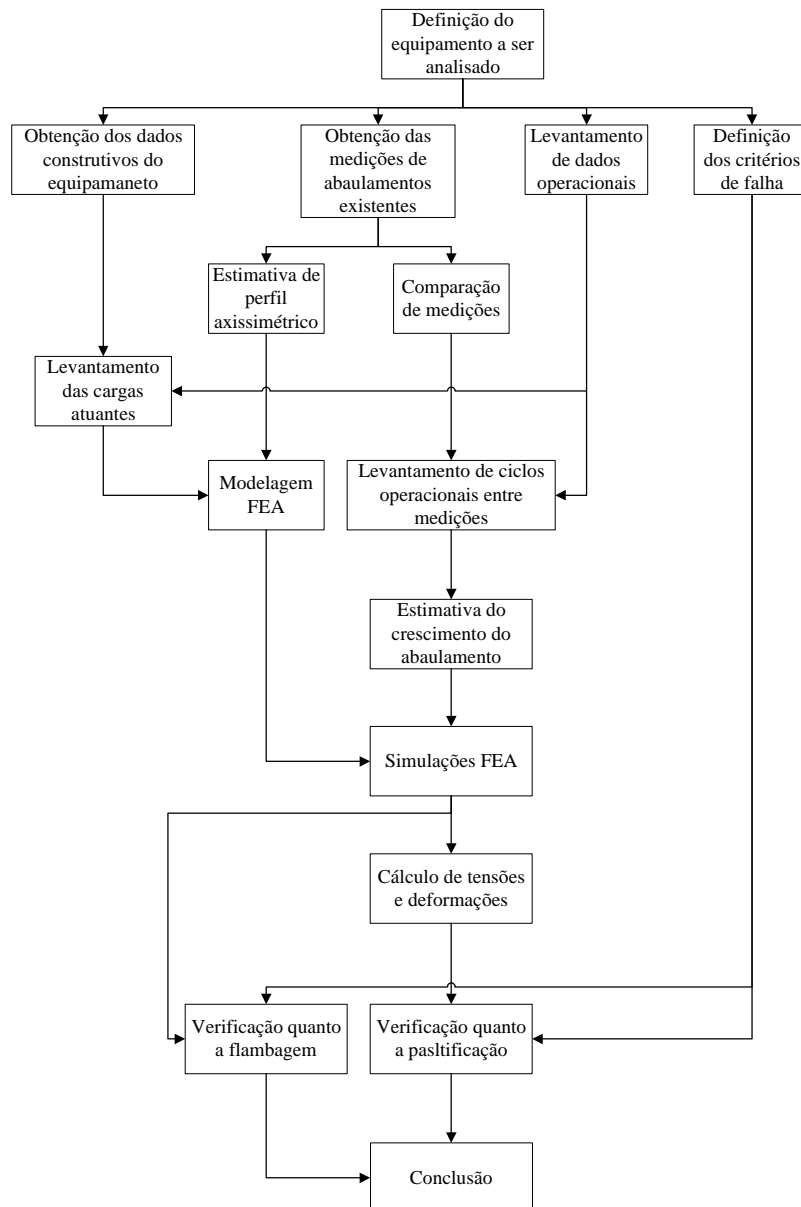 Definição do
equipamento a ser
analisado
Obtenção dos dados
construtivos do
equipamaneto
Obtenção das
medições de
abaulamentos
existentes
Levantamento
de dados
operacionais
Definição
dos critérios
de falha
Estimativa de
perfil
axissimétrico
Comparação
de medições
Levantamento
das cargas
atuantes
Modelagem
FEA
Levantamento de ciclos
operacionais entre
medições
Estimativa do
crescimento do
abaulamento
Simulações FEA
Cálculo de tensões
e deformações
Verificação quanto
a flambagem
Verificação quanto
a pasltificação
Conclusão